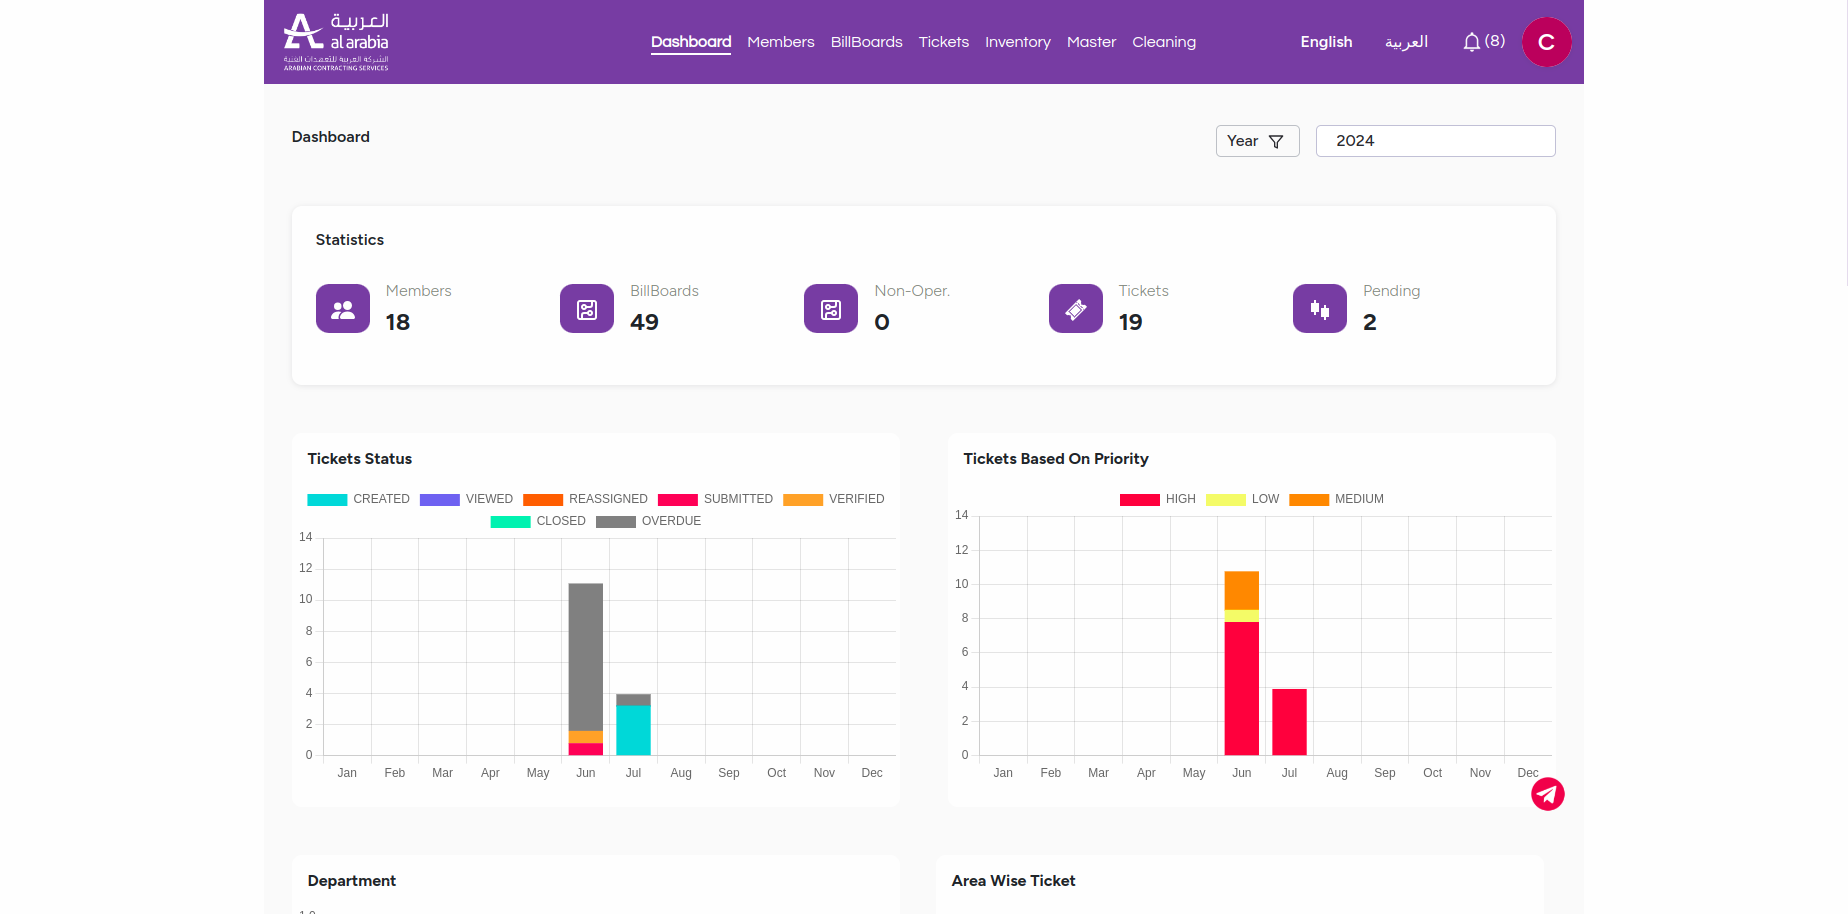 العربية
al arabia
الشركة العربية للتعهدات الفنية
ARABIAN CONTRACTING SERVICES
Dashboard Members BillBoards Tickets Inventory Master Cleaning
English العربية (8) C
Dashboard
Year 2024
Statistics
Members 18
BillBoards 49
Non-Oper. 0
Tickets 19
Pending 2
Tickets Status
CREATED VIEWED REASSIGNED SUBMITTED VERIFIED
CLOSED OVERDUE
14
12
10
8
6
4
2
0
Jan Feb Mar Apr May Jun Jul Aug Sep Oct Nov Dec
Tickets Based On Priority
HIGH LOW MEDIUM
14
12
10
8
6
4
2
0
Jan Feb Mar Apr May Jun Jul Aug Sep Oct Nov Dec
Department
Area Wise Ticket